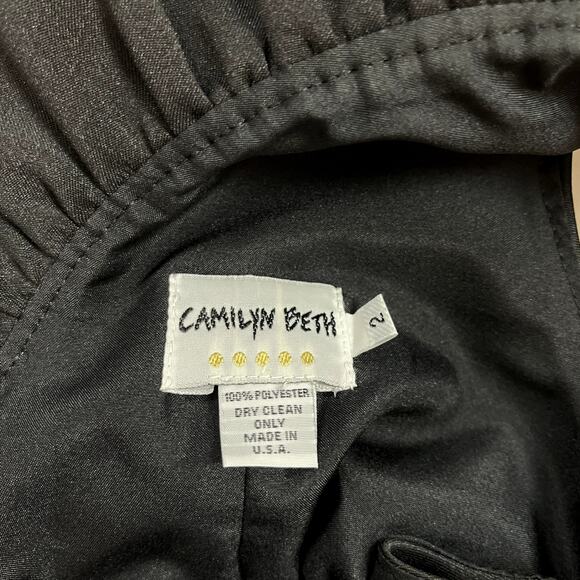 CAMILYN BETH
2
100% POLYESTER
DRY CLEAN
ONLY
MADE IN
U.S.A.